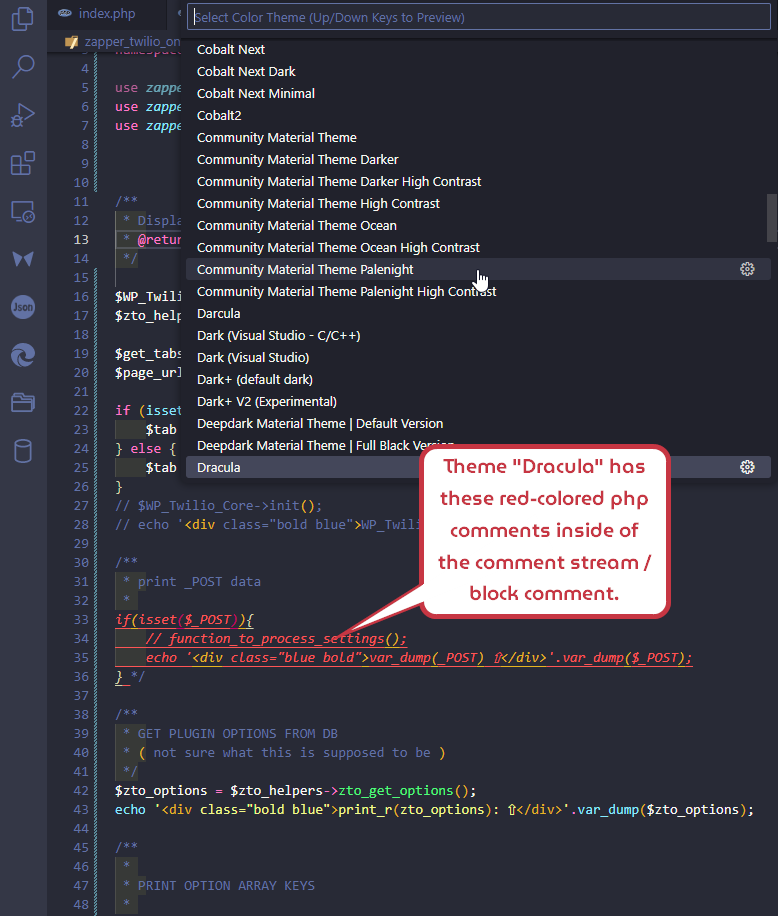 index.php
Select Color Theme (Up/Down Keys to Preview)
zapper_twilio_on
Cobalt Next
4
Cobalt Next Dark
5 use zappe
Cobalt Next Minimal
6 use zappe
Cobalt2
7 use zappe
Community Material Theme
8
Community Material Theme Darker
9
Community Material Theme Darker High Contrast
10
Community Material Theme High Contrast
11 /**
Community Material Theme Ocean
12 * Displa
Community Material Theme Ocean High Contrast
13 * @retur
Community Material Theme Palenight
14 */
Community Material Theme Palenight High Contrast
15
16 $WP_Twili
Darcula
17 $zto_help
Dark (Visual Studio - C/C++)
18
Dark (Visual Studio)
19 $get_tabs
Dark+ (default dark)
20 $page_url
Dark+ V2 (Experimental)
21
Deepdark Material Theme | Default Version
22 if (isset
Deepdark Material Theme | Full Black Version
23 $tab
24 } else {
Dracula
25 $tab
26 }
27 // $WP_Twilio_Core->init();
28 // echo '<div class="bold blue">WP_Twil
29
30 /**
31 * print _POST data
32 *
33 if(isset($_POST)){
34 // function_to_process_settings();
35 echo '<div class="blue bold">var_dump(_POST) ⇧</div>'.var_dump($_POST);
36 } */
37
38 /**
39 * GET PLUGIN OPTIONS FROM DB
40 * ( not sure what this is supposed to be )
41 */
42 $zto_options = $zto_helpers->zto_get_options();
43 echo '<div class="bold blue">print_r(zto_options): ⇧</div>'.var_dump($zto_options);
44
45 /**
46 *
47 * PRINT OPTION ARRAY KEYS
48 *
Json
Theme "Dracula" has
these red-colored php
comments inside of
the comment stream /
block comment.